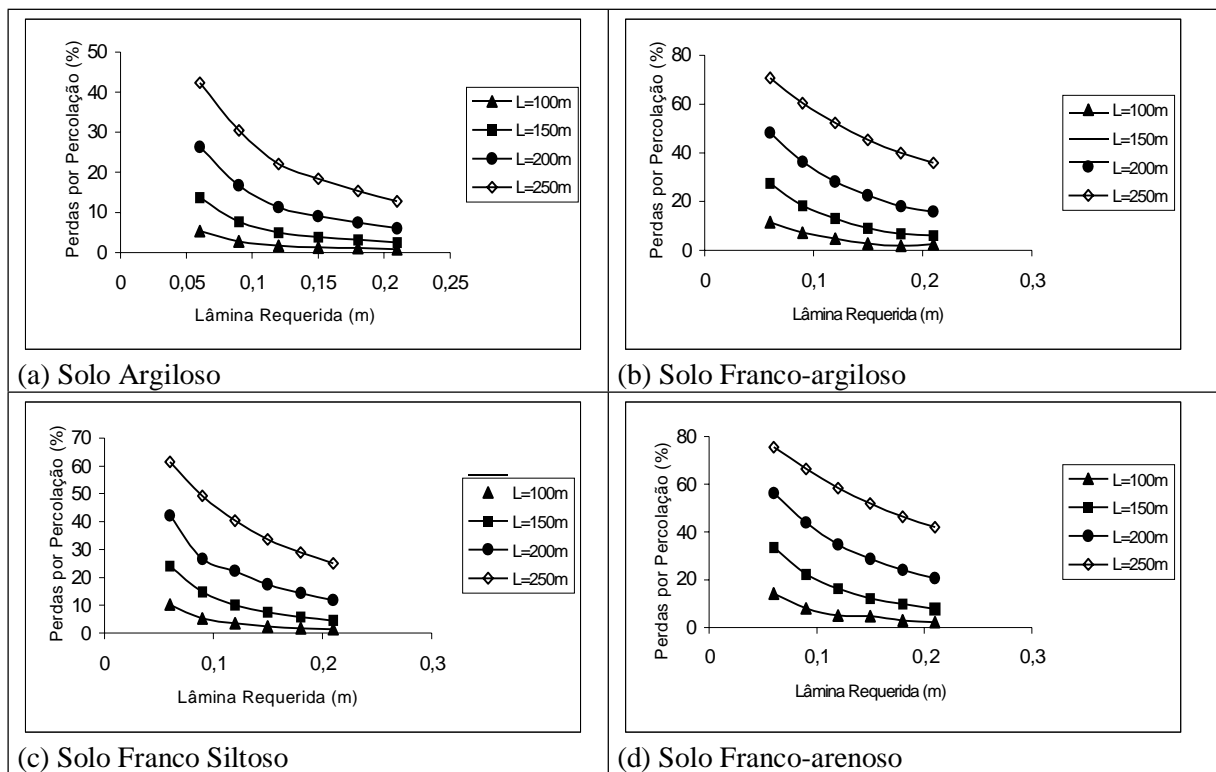 50
40
30
20
10
0
0
0,05
0,1
0,15
0,2
0,25
Perdas por Percolação (%)
Lâmina Requerida (m)
L=100m
L=150m
L=200m
L=250m
(a) Solo Argiloso
80
60
40
20
0
0
0,1
0,2
0,3
Perdas por Percolação (%)
Lâmina Requerida (m)
L=100m
L=150m
L=200m
L=250m
(b) Solo Franco-argiloso
70
60
50
40
30
20
10
0
0
0,1
0,2
0,3
Perdas por Percolação (%)
Lâmina Requerida (m)
L=100m
L=150m
L=200m
L=250m
(c) Solo Franco Siltoso
80
60
40
20
0
0
0,1
0,2
0,3
Perdas por Percolação (%)
Lâmina Requerida (m)
L=100m
L=150m
L=200m
L=250m
(d) Solo Franco-arenoso